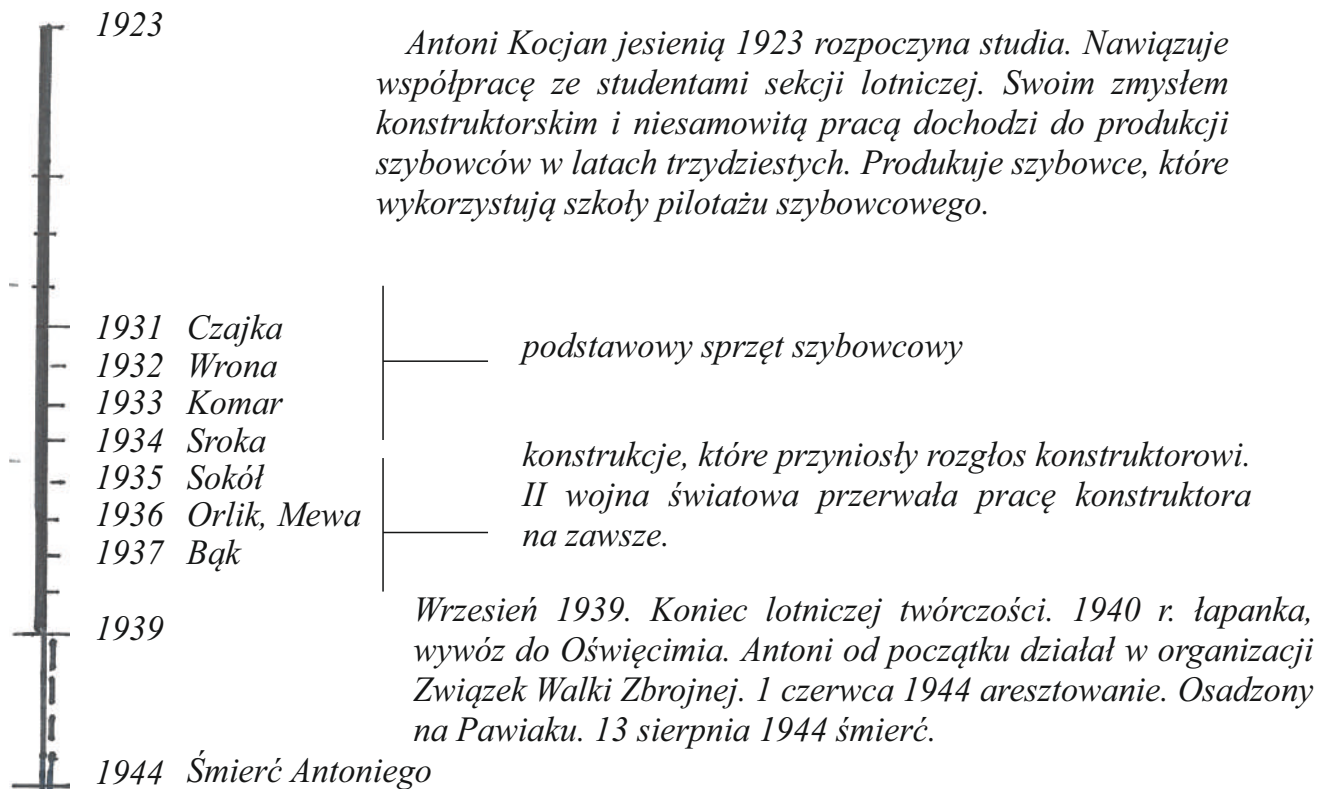 1923
Antoni Kocjan jesienią 1923 rozpoczyna studia. Nawiązuje
współpracę ze studentami sekcji lotniczej. Swoim zmysłem
konstruktorskim i niesamowitą pracą dochodzi do produkcji
szybowców w latach trzydziestych. Produkuje szybowce, które
wykorzystują szkoły pilotażu szybowcowego.
1931 Czajka
1932 Wrona
1933 Komar
podstawowy sprzęt szybowcowy
1934 Sroka
1935 Sokół
1936 Orlik, Mewa
1937 Bąk
konstrukcje, które przyniosły rozgłos konstruktorowi.
II wojna światowa przerwała pracę konstruktora
na zawsze.
1939
Wrzesień 1939. Koniec lotniczej twórczości. 1940 r. łapanka,
wywóz do Oświęcimia. Antoni od początku działał w organizacji
Związek Walki Zbrojnej. 1 czerwca 1944 aresztowanie. Osadzony
na Pawiaku. 13 sierpnia 1944 śmierć.
1944 Śmierć Antoniego